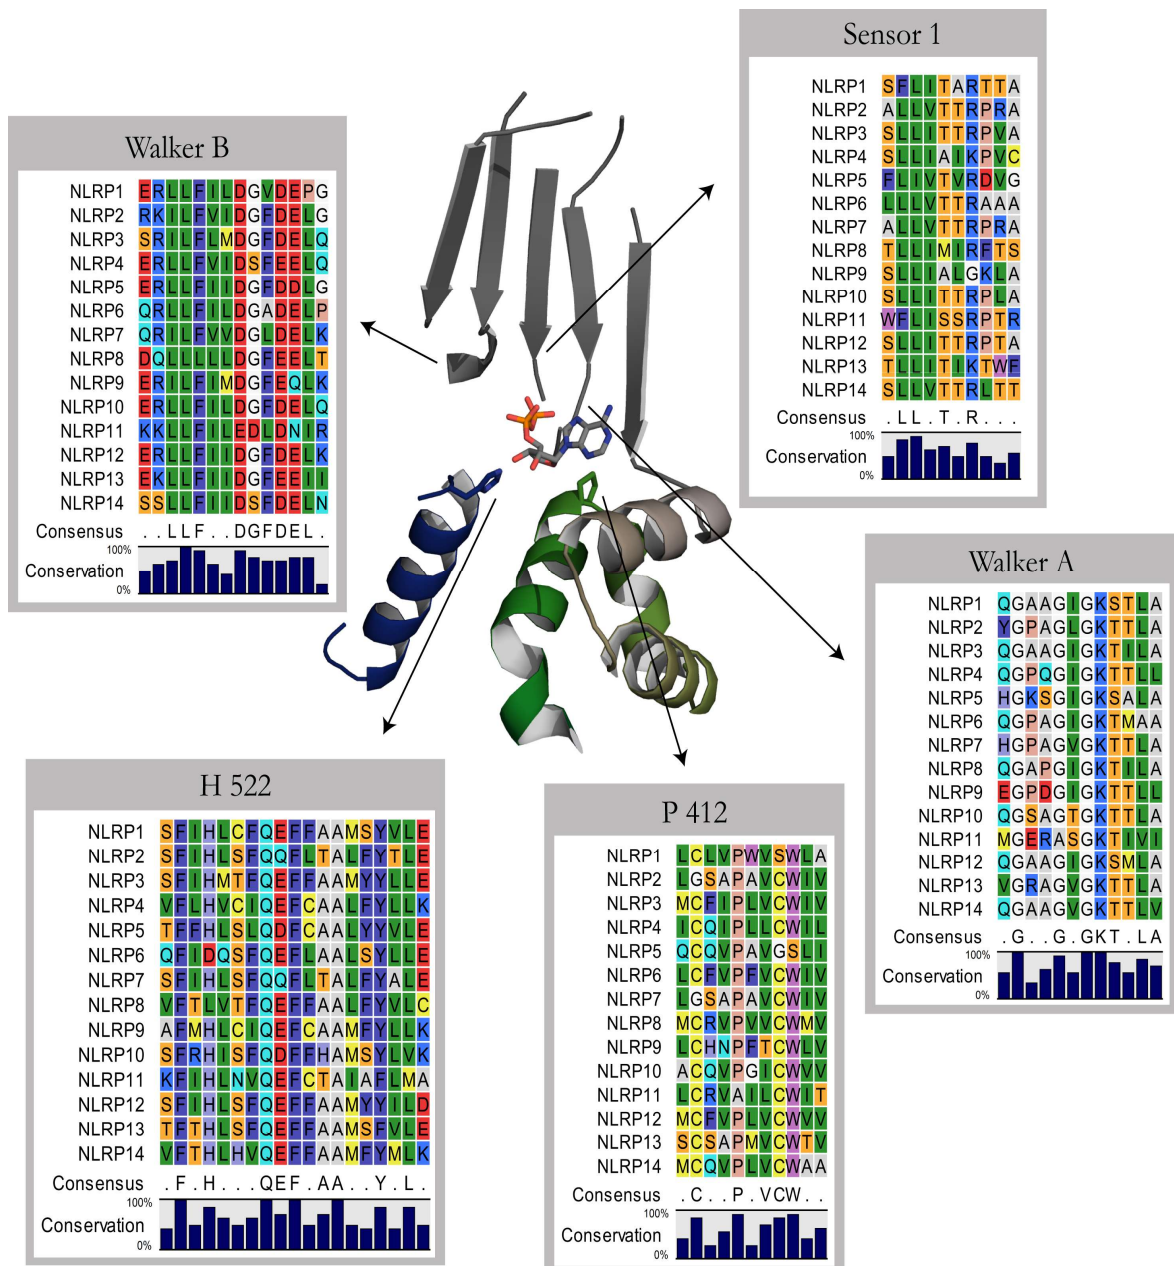 Sensor 1
NLRP1 SFLITARTTA
NLRP2 ALLVTTRPRA
NLRP3 SLLITTRPVA
NLRP4 SLLIAIKPVC
NLRP5 FLIVTVRDVG
NLRP6 LLLVTTRAAA
NLRP7 ALLVTTRPRA
NLRP8 TLLIMIRFTS
NLRP9 SLLIALGKLA
NLRP10 SLLITTRPLA
NLRP11 WFLISSRPTR
NLRP12 SLLITTRPTA
NLRP13 TLLITIKTWF
NLRP14 SLLVTTRLTT
Consensus .LL.T.R...
100%
Conservation
0%
Walker B
NLRP1 ERLLFILDGVDEPG
NLRP2 RKILFVIDGFDELG
NLRP3 SRILFLMDGFDELQ
NLRP4 ERLLFVIDSFEELQ
NLRP5 ERLLFIIDGFDDLG
NLRP6 QRLLFILDGADELP
NLRP7 QRLLFVVDGLDELK
NLRP8 DQLLLLLDGFEELT
NLRP9 ERILFIMDGFEQLK
NLRP10 ERLLFLIDGFDELQ
NLRP11 KKLLFILEDLDNIR
NLRP12 ERLLFIIDGFDELK
NLRP13 EKLLFIIDGFEEII
NLRP14 SSLLFIIDSFDELN
Consensus ..LLF..DGFDEL.
100%
Conservation
0%
Walker A
NLRP1 QGAAGIGKSTLA
NLRP2 YGPAGLGKTTLA
NLRP3 QGAAGIGKTILA
NLRP4 QGPQGIGKTTLL
NLRP5 HGKSGIGKSALA
NLRP6 QGPAGIGKTMAA
NLRP7 HGPAGVGKTTLA
NLRP8 QGAPGIGKTILA
NLRP9 EGPDGIGKTTLL
NLRP10 QGSAGTGKTTLA
NLRP11 MGERASGKTIVI
NLRP12 QGAAGIGKSMLA
NLRP13 VGRAGVGKTTLA
NLRP14 QGAAGVGKTTLV
Consensus .G..G.GKT.LA
100%
Conservation
0%
H 522
NLRP1 SFIHLCFQEFFAAMSYVLE
NLRP2 SFIHLSFQQFLTALFYTLE
NLRP3 SFIHMTFQEFFAAMYYLLE
NLRP4 VFLHVCIQEFCAALFYLLK
NLRP5 TFFHLSLQDFCAALYYVLE
NLRP6 QFIDQSFQEFLAALSYLLE
NLRP7 SFIHLSFQQFLTALFYALE
NLRP8 VFTLVTFQEFFAALFYVLC
NLRP9 AFMHLCIQEFCAAMFYLLK
NLRP10 SFRHISFQDFFHAMSYLVK
NLRP11 KFIHLNVQEFCTAIAFLMA
NLRP12 SFIHLSFQEFFAAMYYILD
NLRP13 TFTHLSFQEFFAAMSFVLE
NLRP14 VFTHLHVQEFFAAMFYMLK
Consensus .F.H...QEF.AA..Y.L.
100%
Conservation
0%
P 412
NLRP1 LCLVPWVSWLA
NLRP2 LGSAPAVCWIV
NLRP3 MCFIPLVCWIV
NLRP4 ICQIPLLCWIL
NLRP5 QCQVPAVGSLI
NLRP6 LCFVPFVCWIV
NLRP7 LGSAPAVCWIV
NLRP8 MCRVPVVCWMV
NLRP9 LCHNPFTCWLV
NLRP10 ACQVPGICWVV
NLRP11 LCRVAILCWIT
NLRP12 MCFVPLVCWVV
NLRP13 SCSAPMVCWTV
NLRP14 MCQVPLVCWAA
Consensus .C..P.VCW..
100%
Conservation
0%